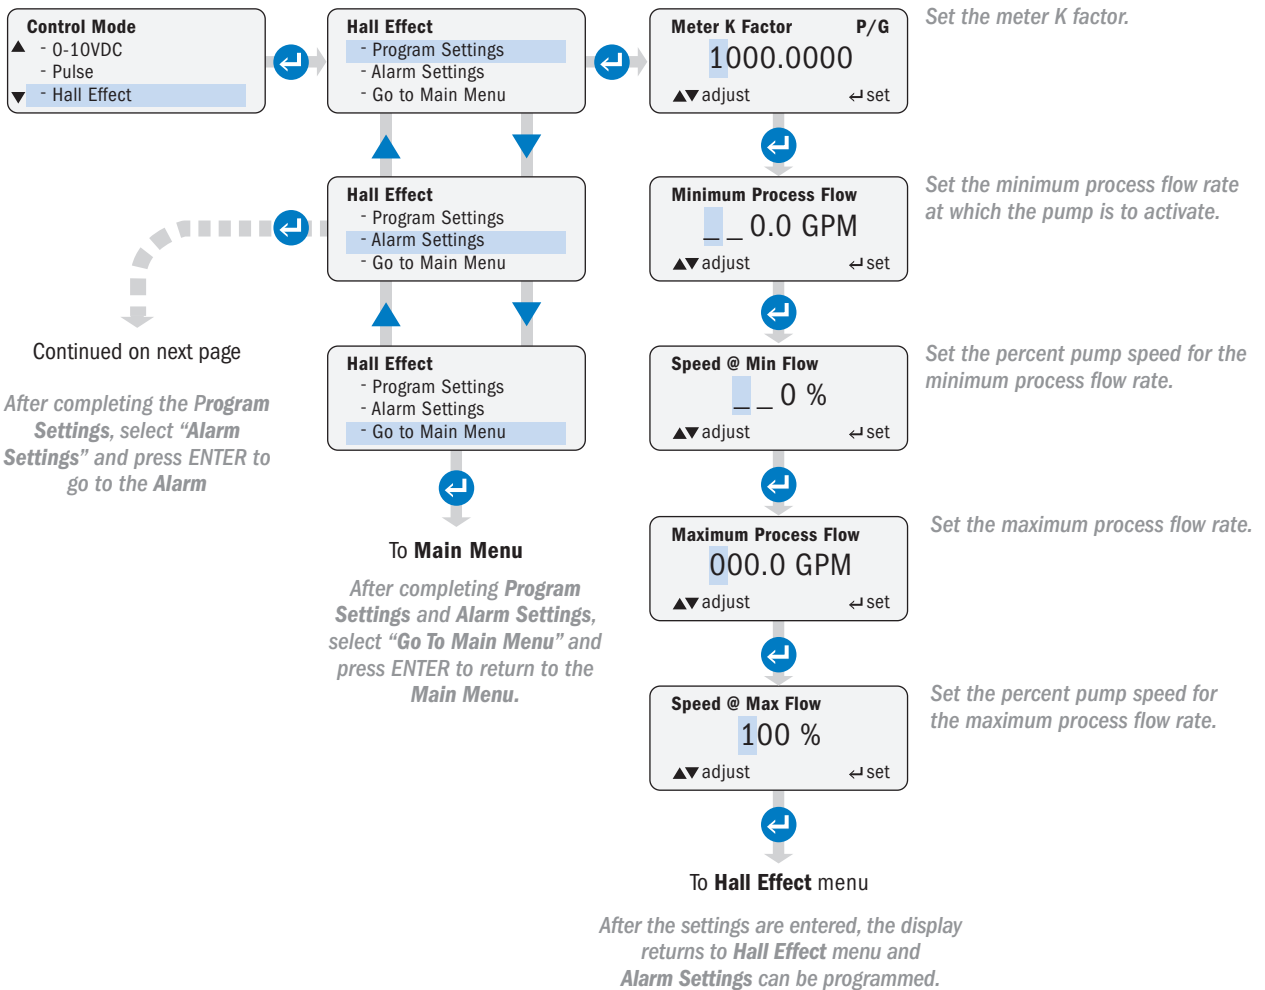 Control Mode
▲ - 0-10VDC
- Pulse
▼ - Hall Effect
Hall Effect
- Program Settings
- Alarm Settings
- Go to Main Menu
Meter K Factor P/G
1000.0000
▲▼ adjust ↵ set
Set the meter K factor.
Hall Effect
- Program Settings
- Alarm Settings
- Go to Main Menu
Minimum Process Flow
_ _ 0.0 GPM
▲▼ adjust ↵ set
Set the minimum process flow rate
at which the pump is to activate.
Continued on next page
After completing the Program
Settings, select “Alarm
Settings” and press ENTER to
go to the Alarm
Hall Effect
- Program Settings
- Alarm Settings
- Go to Main Menu
Speed @ Min Flow
_ _ 0 %
▲▼ adjust ↵ set
Set the percent pump speed for the
minimum process flow rate.
To Main Menu
After completing Program
Settings and Alarm Settings,
select “Go To Main Menu” and
press ENTER to return to the
Main Menu.
Maximum Process Flow
000.0 GPM
▲▼ adjust ↵ set
Set the maximum process flow rate.
Speed @ Max Flow
100 %
▲▼ adjust ↵ set
Set the percent pump speed for
the maximum process flow rate.
To Hall Effect menu
After the settings are entered, the display
returns to Hall Effect menu and
Alarm Settings can be programmed.